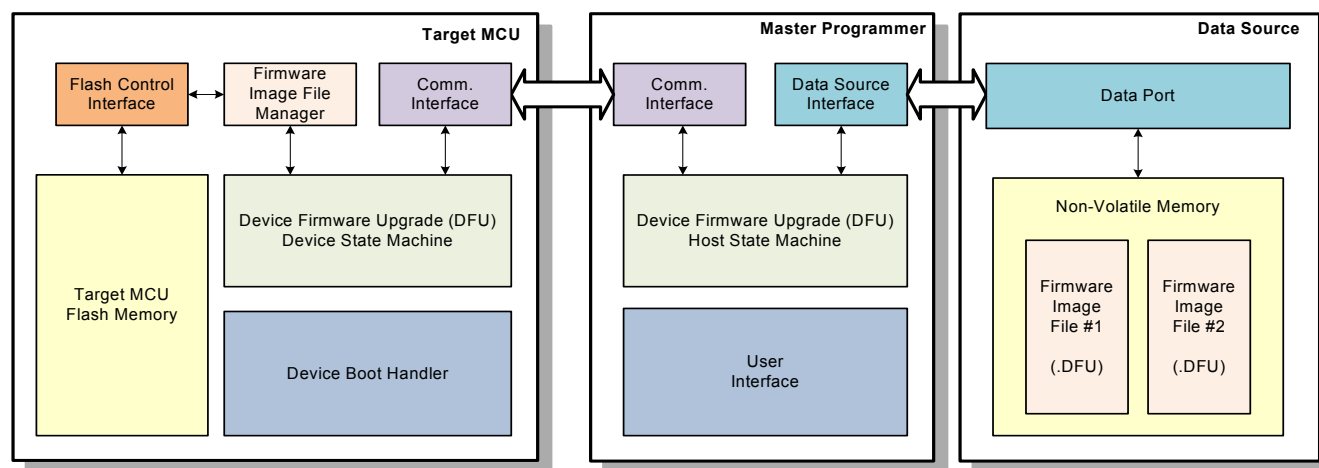 Target MCU
Flash Control
Interface
Firmware
Image File
Manager
Comm.
Interface
Target MCU
Flash Memory
Device Firmware Upgrade (DFU)
Device State Machine
Device Boot Handler
Master Programmer
Comm.
Interface
Data Source
Interface
Device Firmware Upgrade (DFU)
Host State Machine
User
Interface
Data Source
Data Port
Non-Volatile Memory
Firmware
Image
File #1
(.DFU)
Firmware
Image
File #2
(.DFU)